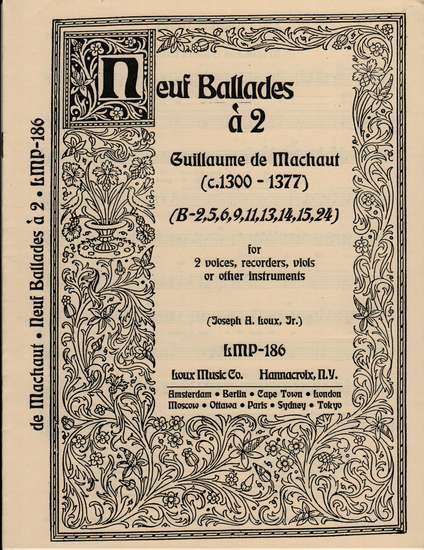 Neuf Ballades
à 2
Guillaume de Machaut
(c.1300 - 1377)
(B-2,5,6,9,11,13,14,15,24)
for
2 voices, recorders, viols
or other instruments
(Joseph A. Loux, Jr.)
LMP-186
Loux Music Co. Hannacroix, N.Y.
Amsterdam • Berlin • Cape Town • London
Moscow • Ottawa • Paris • Sydney • Tokyo
de Machaut • Neuf Ballades à 2 • LMP-186